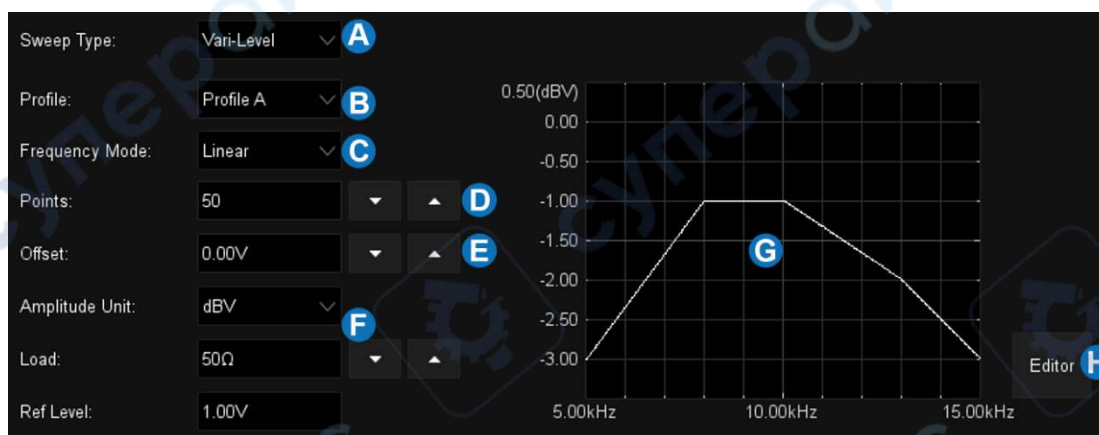 Sweep Type: Vari-Level A
Profile: Profile A B
Frequency Mode: Linear C
Points: 50 D
Offset: 0.00V E
Amplitude Unit: dBV
F
Load: 50Ω
Ref Level: 1.00V
0.50(dBV)
0.00
-0.50
-1.00
-1.50
G
-2.00
-2.50
-3.00
5.00kHz 10.00kHz 15.00kHz
Editor H
суперайс